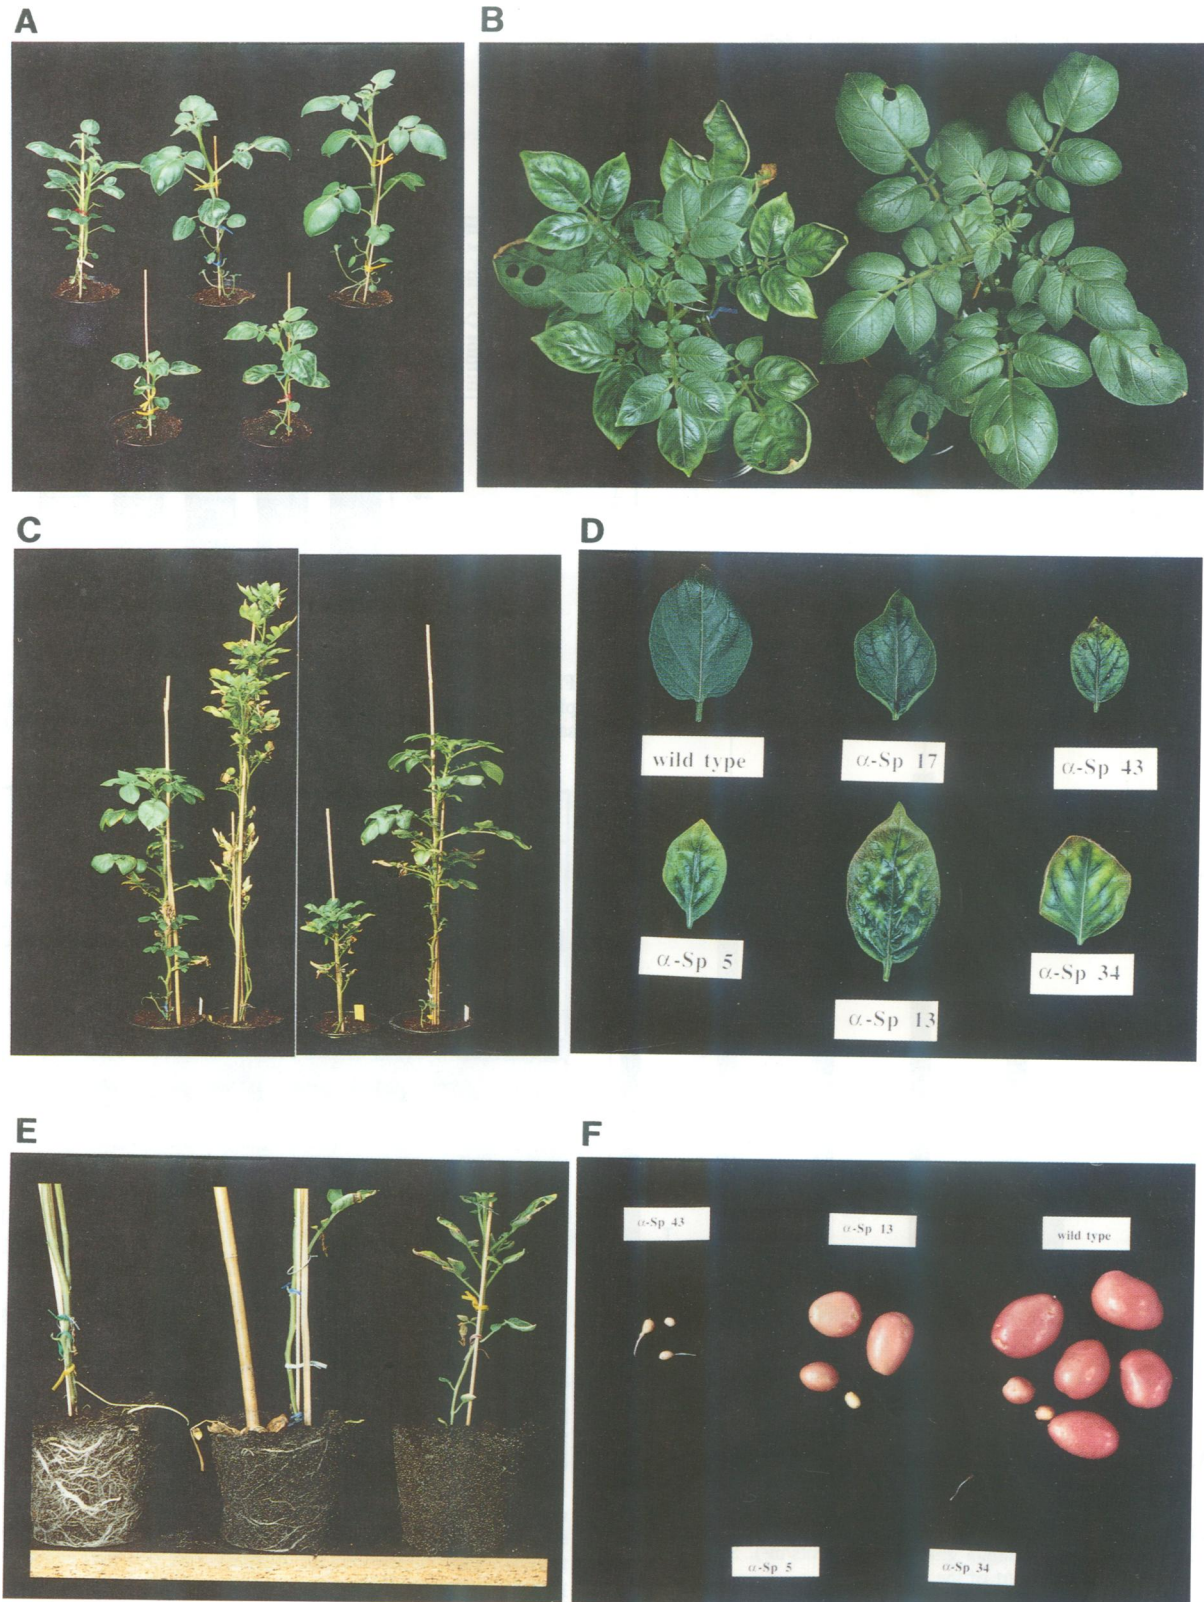 A
B
C
D
wild type
α-Sp 17
α-Sp 43
α-Sp 5
α-Sp 13
α-Sp 34
E
F
α-Sp 43
α-Sp 13
wild type
α-Sp 5
α-Sp 34